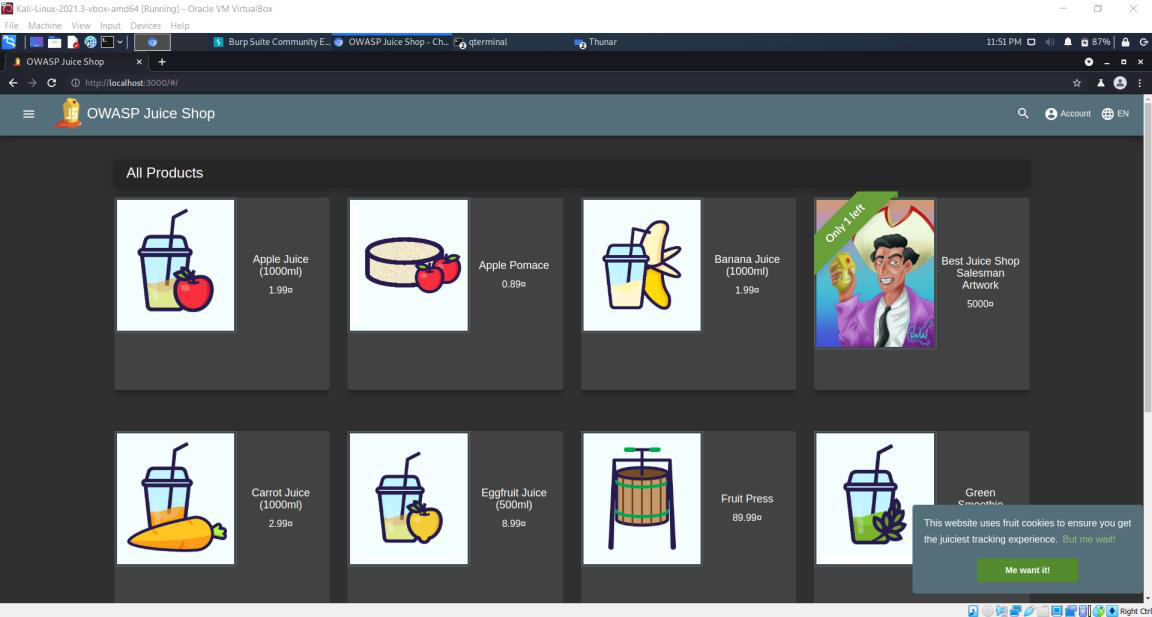 Kali-Linux-2021.3-vbox-amd64 [Running] - Oracle VM VirtualBox
File Machine View Input Devices Help
Burp Suite Community E... OWASP Juice Shop - Ch... qterminal Thunar 11:51 PM 87%
OWASP Juice Shop
http://localhost:3000/#/
OWASP Juice Shop Account EN
All Products
Only 1 left
Apple Juice
(1000ml)
1.99¤
Apple Pomace
0.89¤
Banana Juice
(1000ml)
1.99¤
Best Juice Shop
Salesman
Artwork
5000¤
Carrot Juice
(1000ml)
2.99¤
Eggfruit Juice
(500ml)
8.99¤
Fruit Press
89.99¤
Green
Smoothie
This website uses fruit cookies to ensure you get
the juiciest tracking experience. But me wait!
Me want it!
Right Ctrl